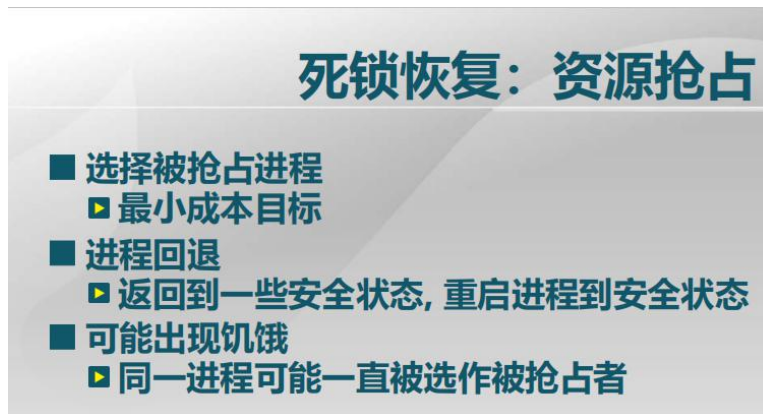 死锁恢复：资源抢占
选择被抢占进程
最小成本目标
进程回退
返回到一些安全状态, 重启进程到安全状态
可能出现饥饿
同一进程可能一直被选作被抢占者